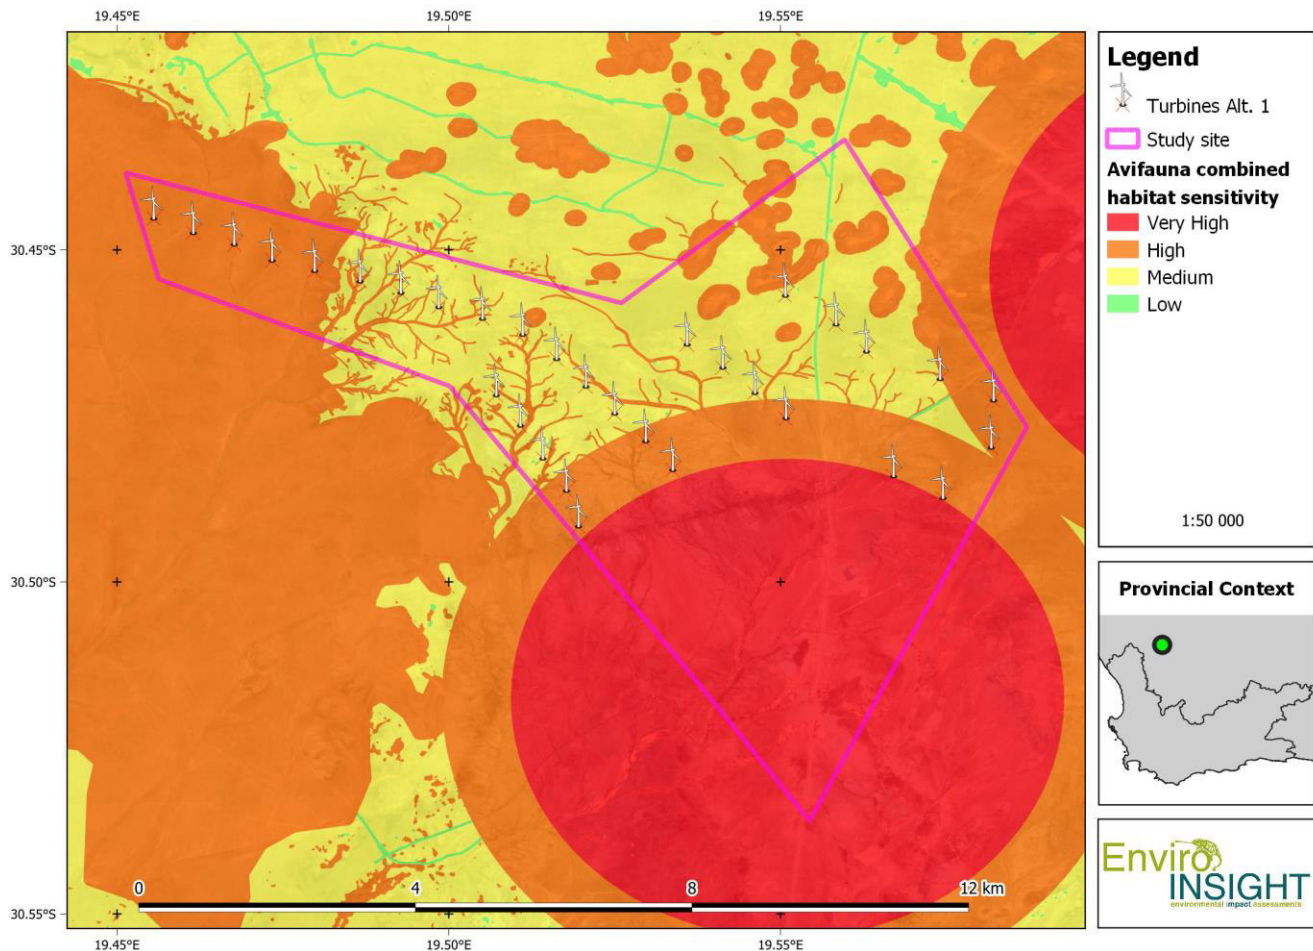 19.45°E 19.50°E 19.55°E
30.45°S
30.50°S
30.55°S
0 4 8 12 km
19.45°E 19.50°E 19.55°E
Legend
Turbines Alt. 1
Study site
Avifauna combined
habitat sensitivity
Very High
High
Medium
Low
1:50 000
Provincial Context
Enviro
INSIGHT
environmental impact assessments